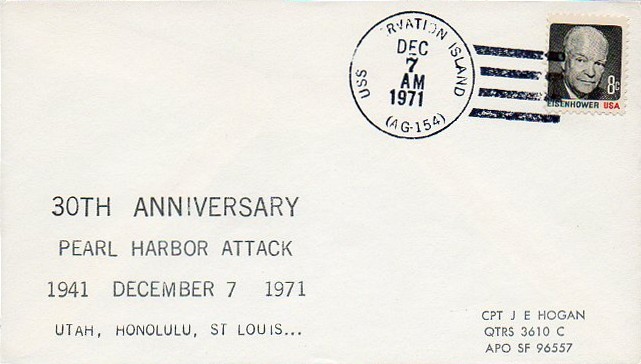 USS RVATION ISLAND
DEC
7
AM
1971
(AG-154)
8c
EISENHOWER USA
30TH ANNIVERSARY
PEARL HARBOR ATTACK
1941 DECEMBER 7 1971
UTAH, HONOLULU, ST LOUIS...
CPT J E HOGAN
QTRS 3610 C
APO SF 96557